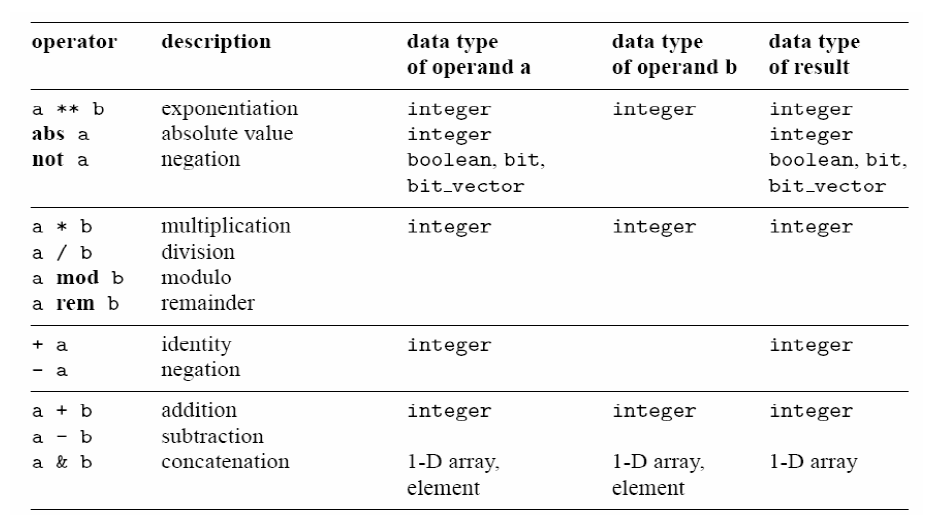 operator description data type data type data type
of operand a of operand b of result
a ** b exponentiation integer integer integer
abs a absolute value integer integer
not a negation boolean, bit, boolean, bit,
bit_vector bit_vector
a * b multiplication integer integer integer
a / b division
a mod b modulo
a rem b remainder
+ a identity integer integer
- a negation
a + b addition integer integer integer
a - b subtraction
a & b concatenation 1-D array, 1-D array, 1-D array
element element